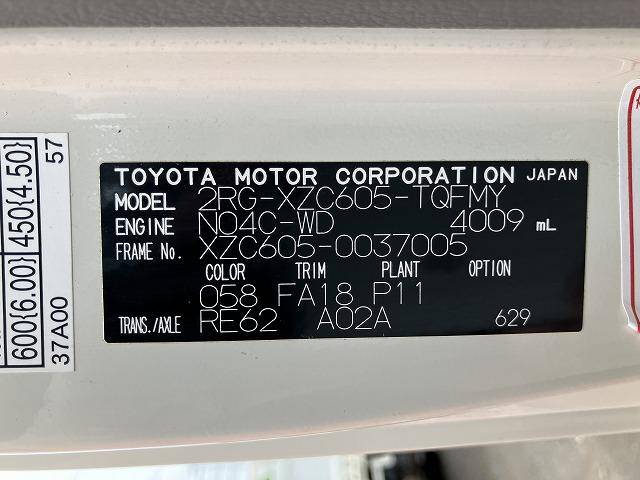 TOYOTA MOTOR CORPORATION JAPAN
MODEL 2RG-XZC605-TQFMY
ENGINE N04C-WD 4009 mL
FRAME No. XZC605-0037005
COLOR TRIM PLANT OPTION
058 FA18 P11
TRANS./AXLE RE62 A02A 629
600{6.00} 450{4.50}
37A00 57